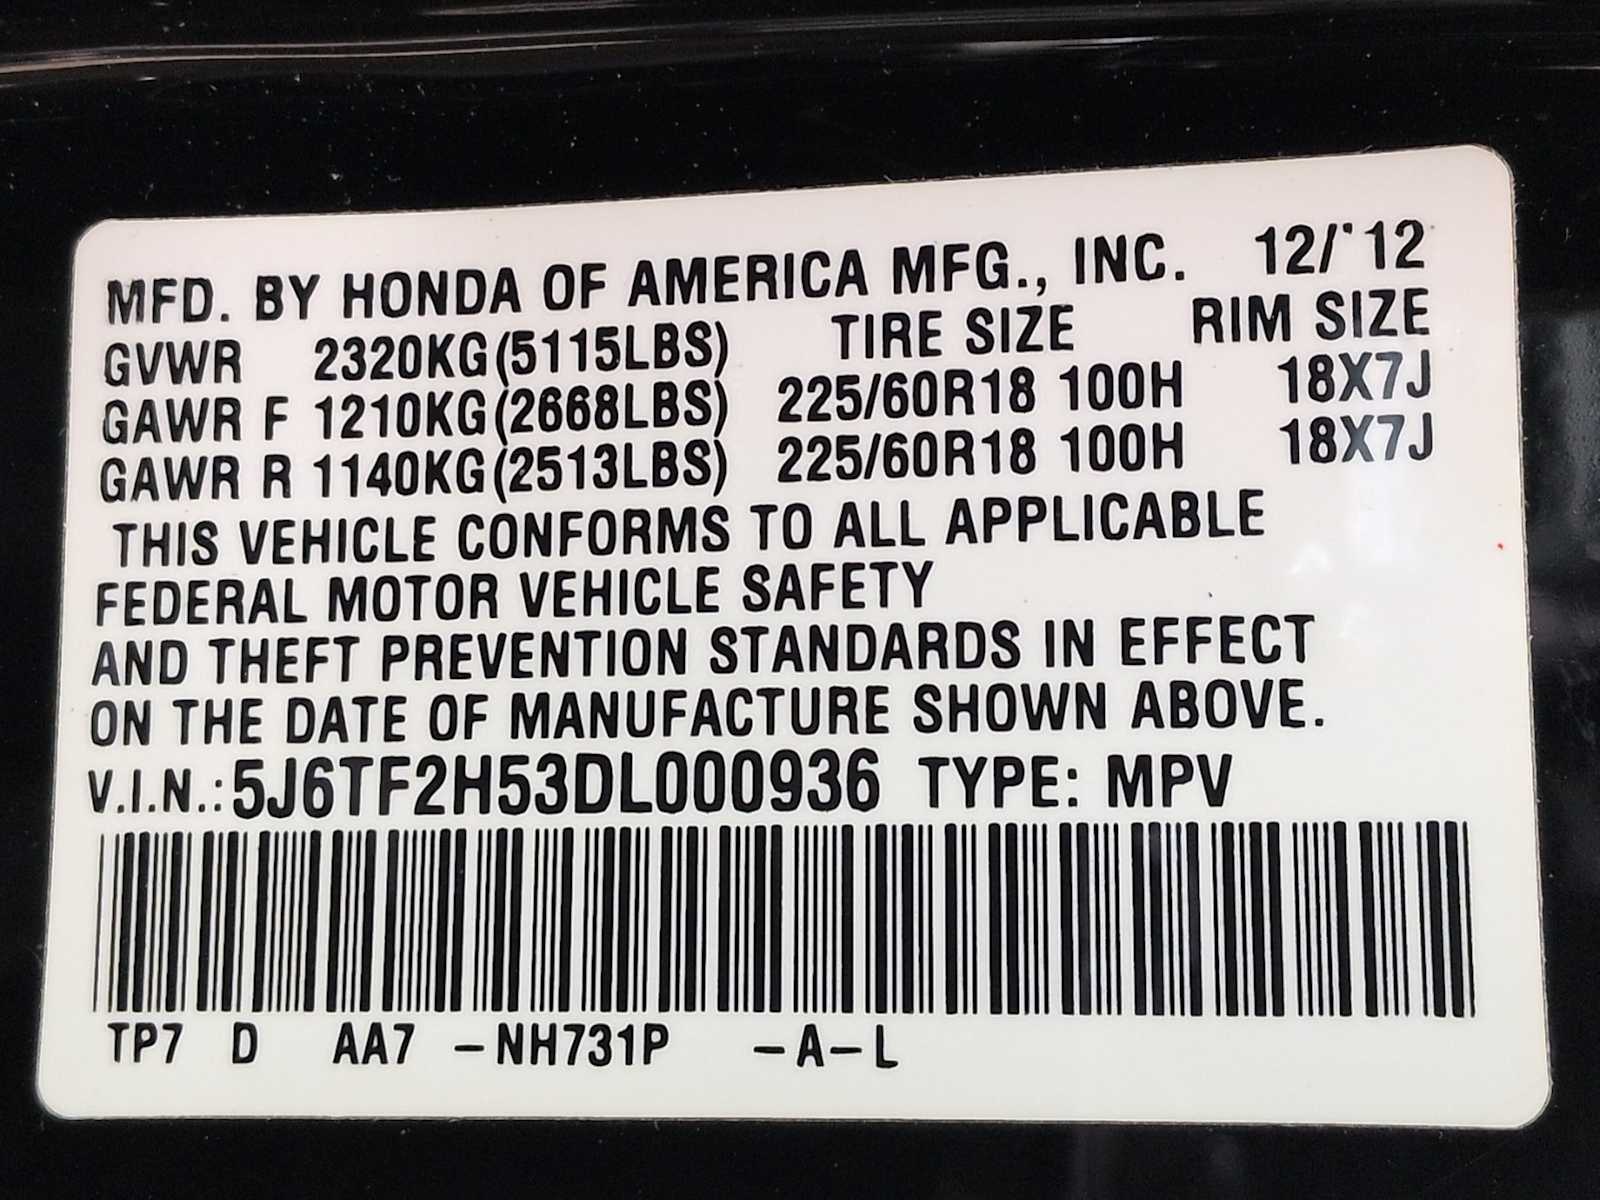 MFD. BY HONDA OF AMERICA MFG., INC. 12/'12
GVWR 2320KG(5115LBS) TIRE SIZE RIM SIZE
GAWR F 1210KG(2668LBS) 225/60R18 100H 18X7J
GAWR R 1140KG(2513LBS) 225/60R18 100H 18X7J
THIS VEHICLE CONFORMS TO ALL APPLICABLE
FEDERAL MOTOR VEHICLE SAFETY
AND THEFT PREVENTION STANDARDS IN EFFECT
ON THE DATE OF MANUFACTURE SHOWN ABOVE.
V.I.N.:5J6TF2H53DL000936 TYPE: MPV
TP7 D AA7 -NH731P -A-L